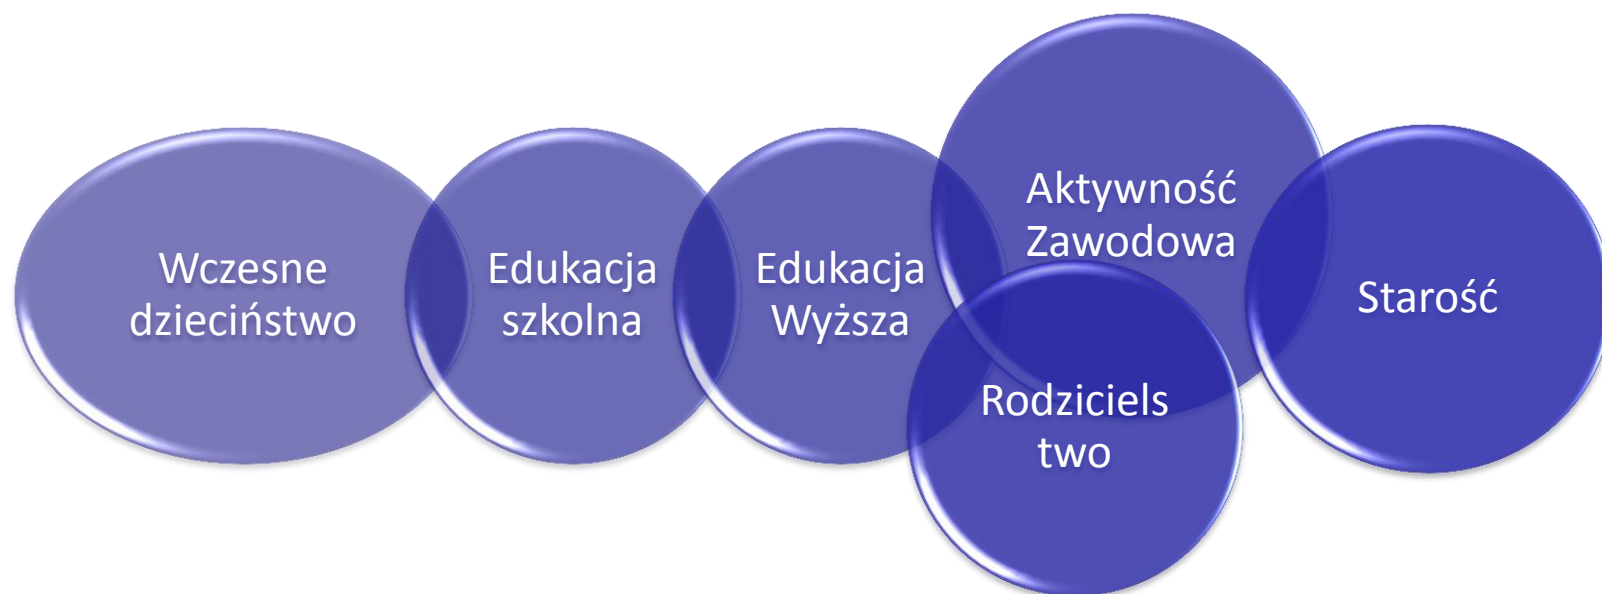 Wczesne
dzieciństwo
Edukacja
szkolna
Edukacja
Wyższa
Aktywność
Zawodowa
Rodziciels
two
Starość